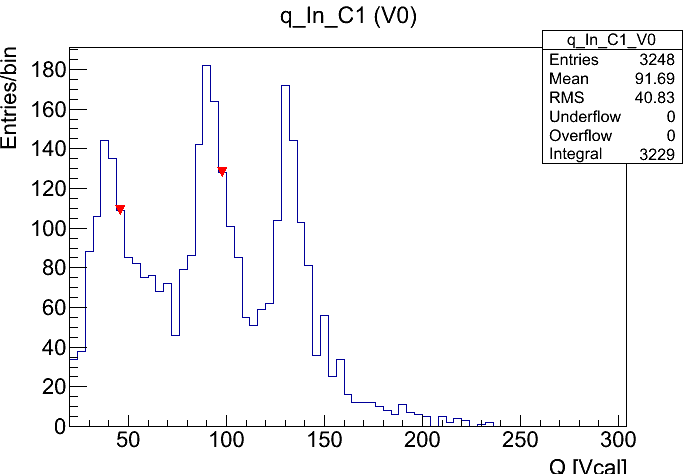 q_In_C1 (V0)
q_In_C1_V0
Entries 3248
Mean 91.69
RMS 40.83
Underflow 0
Overflow 0
Integral 3229
Entries/bin
180
160
140
120
100
80
60
40
20
0
50 100 150 200 250 300
Q [Vcal]